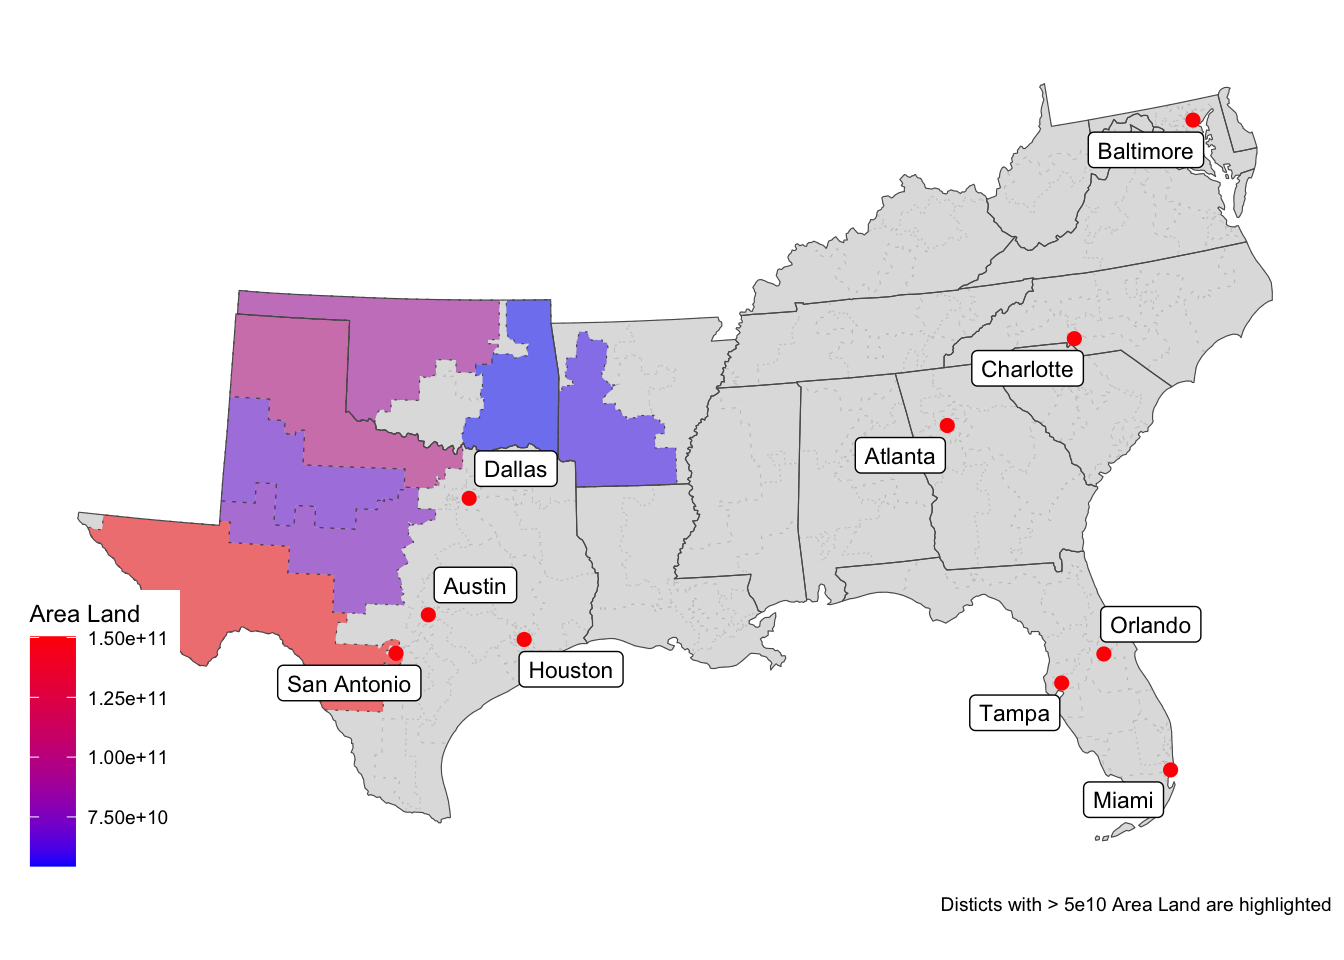 Baltimore
Charlotte
Atlanta
Dallas
Austin
Orlando
Houston
San Antonio
Tampa
Miami
Area Land
1.50e+11
1.25e+11
1.00e+11
7.50e+10
Disticts with > 5e10 Area Land are highlighted